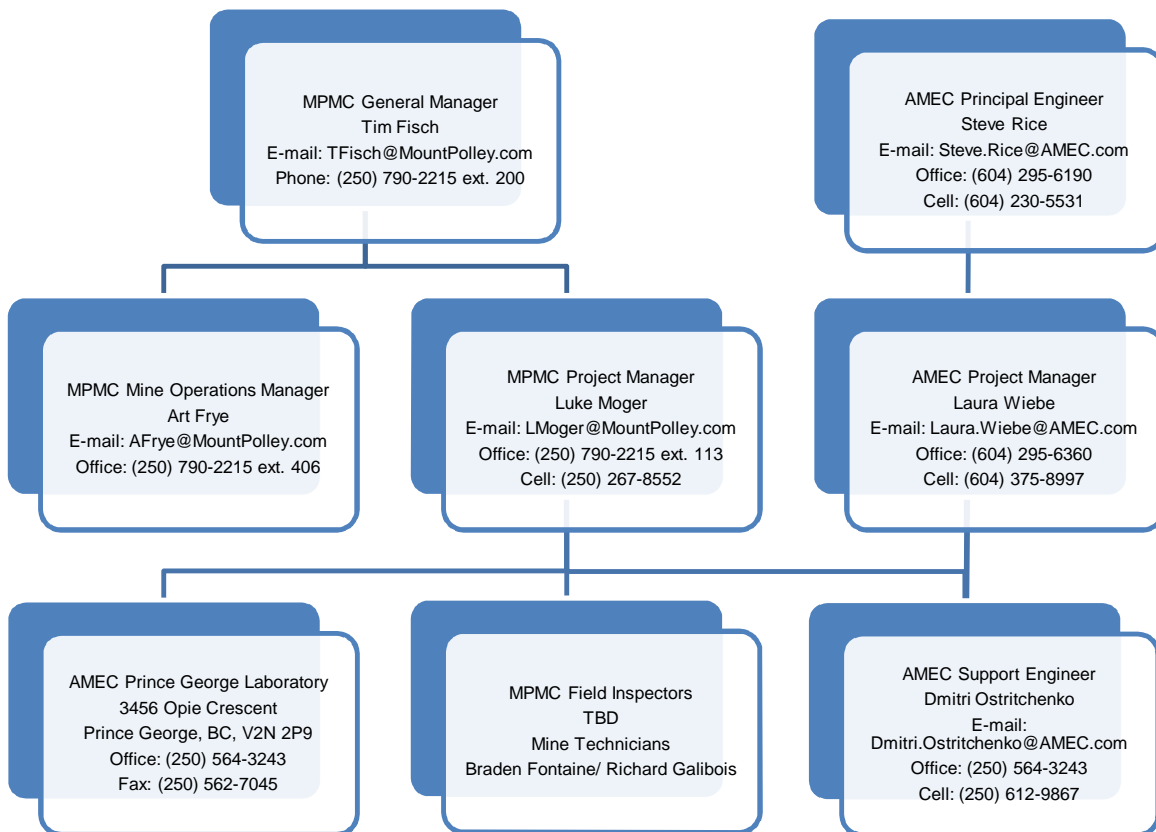 MPMC General Manager
Tim Fisch
E-mail: TFisch@MountPolley.com
Phone: (250) 790-2215 ext. 200
AMEC Principal Engineer
Steve Rice
E-mail: Steve.Rice@AMEC.com
Office: (604) 295-6190
Cell: (604) 230-5531
MPMC Mine Operations Manager
Art Frye
E-mail: AFrye@MountPolley.com
Office: (250) 790-2215 ext. 406
MPMC Project Manager
Luke Moger
E-mail: LMoger@MountPolley.com
Office: (250) 790-2215 ext. 113
Cell: (250) 267-8552
AMEC Project Manager
Laura Wiebe
E-mail: Laura.Wiebe@AMEC.com
Office: (604) 295-6360
Cell: (604) 375-8997
AMEC Prince George Laboratory
3456 Opie Crescent
Prince George, BC, V2N 2P9
Office: (250) 564-3243
Fax: (250) 562-7045
MPMC Field Inspectors
TBD
Mine Technicians
Braden Fontaine/ Richard Galibois
AMEC Support Engineer
Dmitri Ostritchenko
E-mail:
Dmitri.Ostritchenko@AMEC.com
Office: (250) 564-3243
Cell: (250) 612-9867